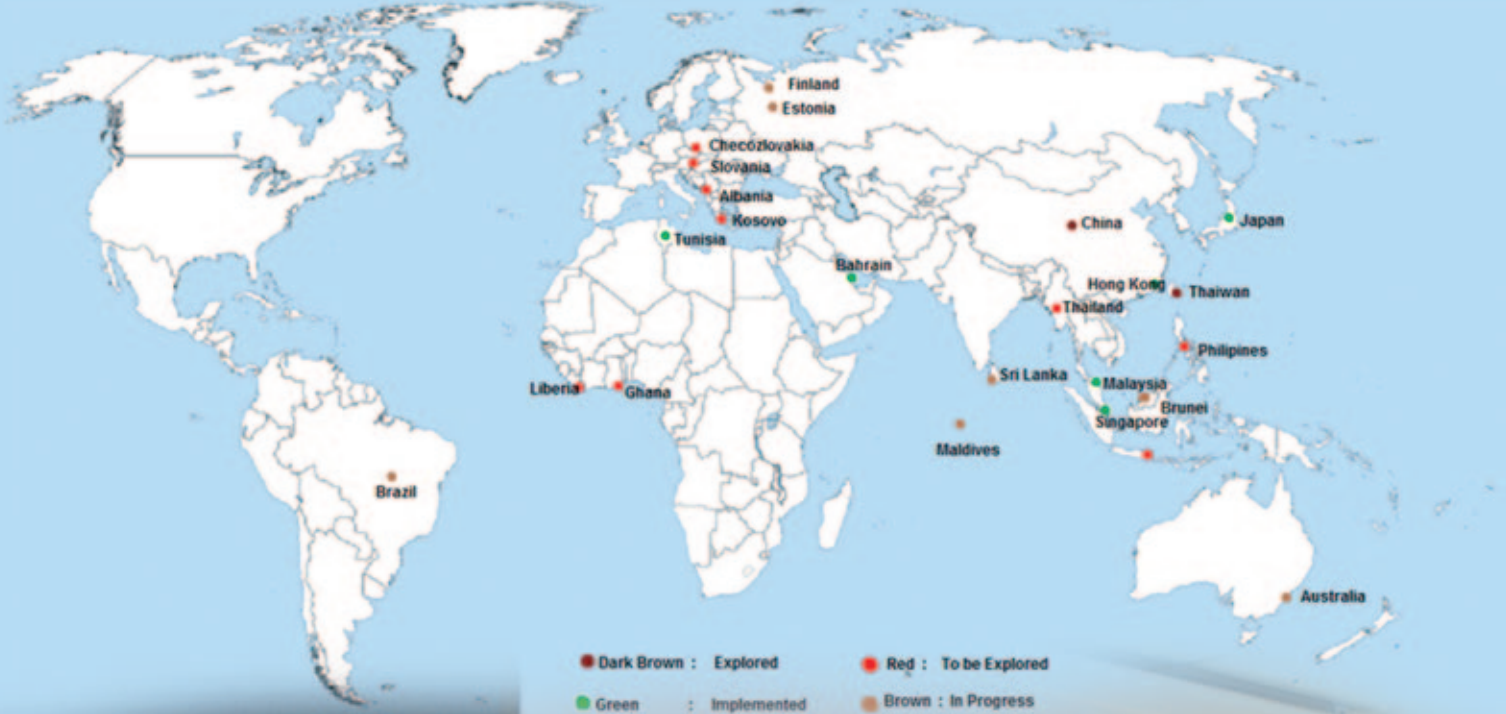 Finland
Estonia
Checozlovakia
Slovania
Albania
Kosovo
Tunisia
China
Japan
Bahrain
Hong Kong
Thaiwan
Thailand
Philipines
Liberia
Ghana
Sri Lanka
Malaysia
Brunei
Singapore
Maldives
Brazil
Australia
Dark Brown : Explored
Red : To be Explored
Green : Implemented
Brown : In Progress